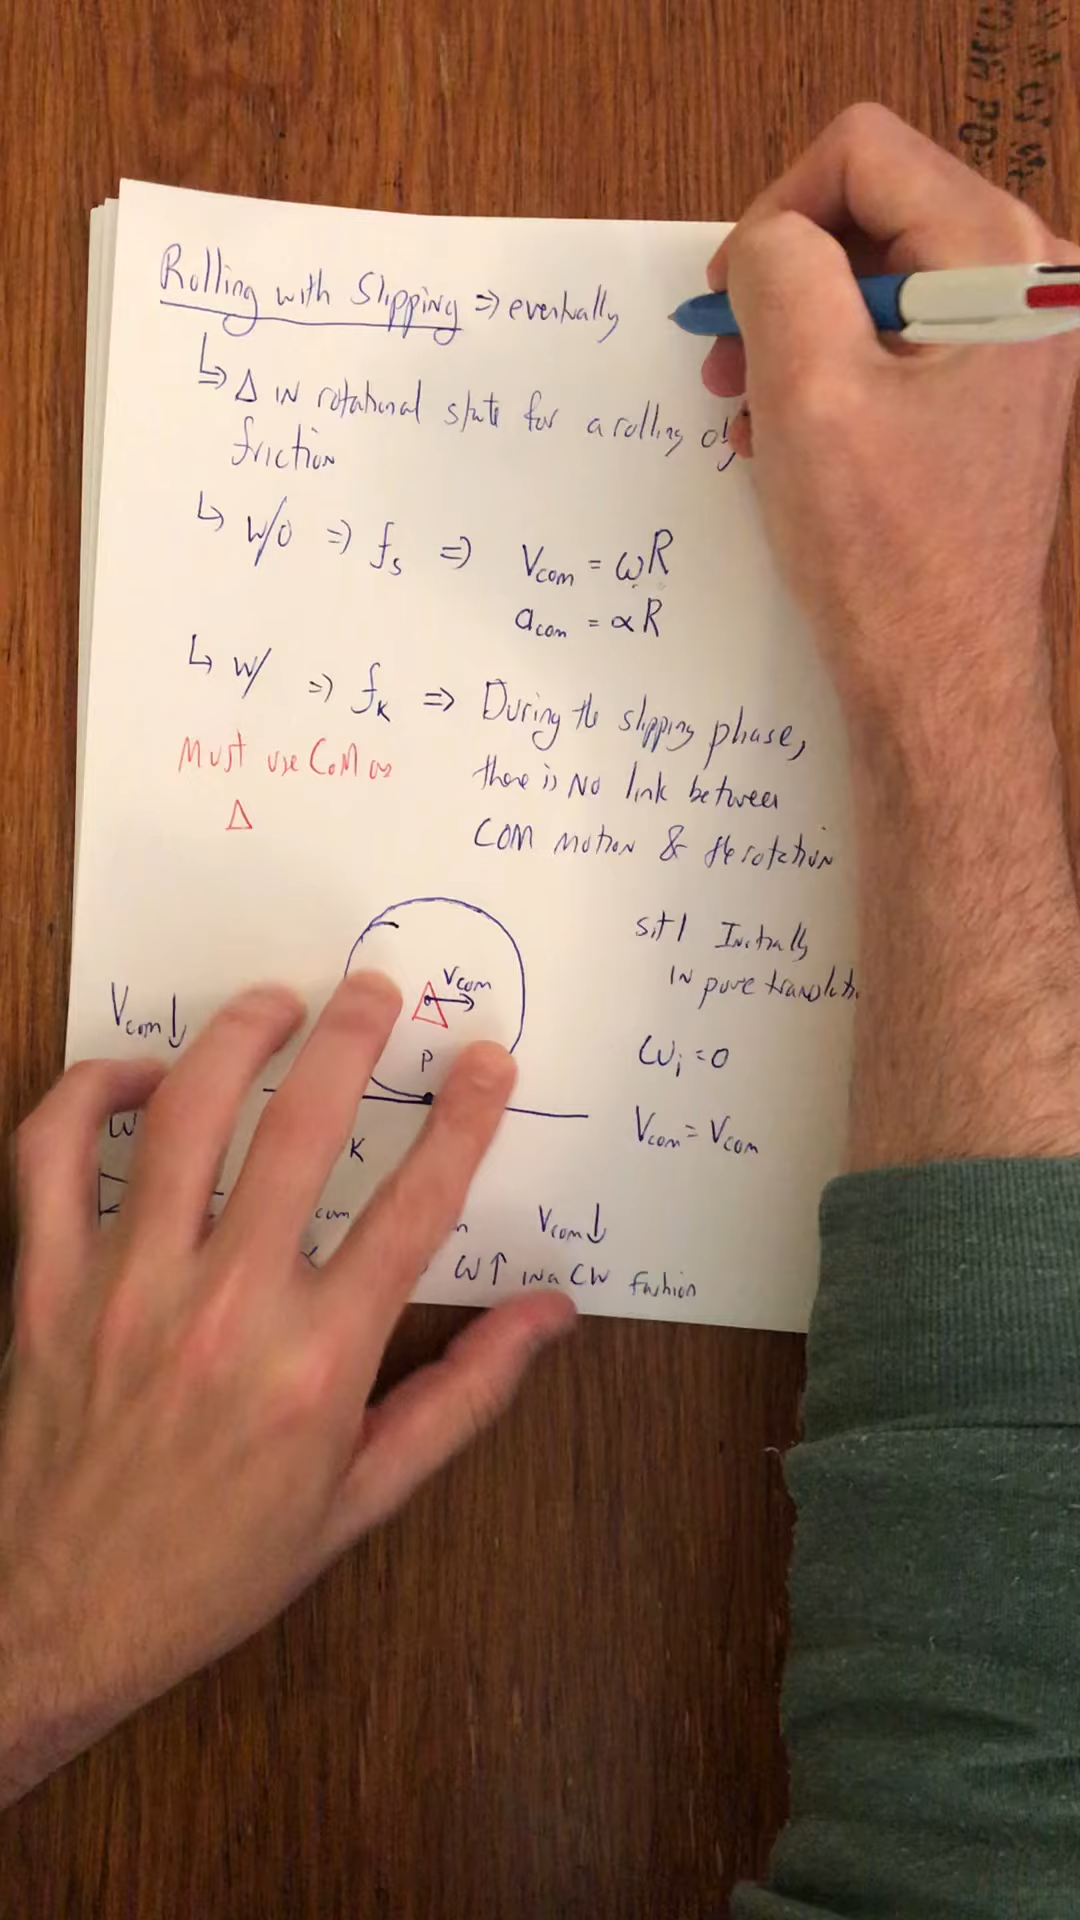 Rolling with Slipping ⇒ eventually
↳ Δ in rotational state for a rolling
friction
↳ w/o ⇒ fs ⇒ Vcom = ωR
acom = αR
↳ w/ ⇒ fK ⇒ During the slipping phase,
there is No link between
COM motion & the rotation
Must use CoM as
Δ
sit 1 Initially
in pure
Vcom
Vcom↓
P
ωi = 0
Vcom = Vcom
ω
K
com
Vcom↓
ω↑ in a CW fashion